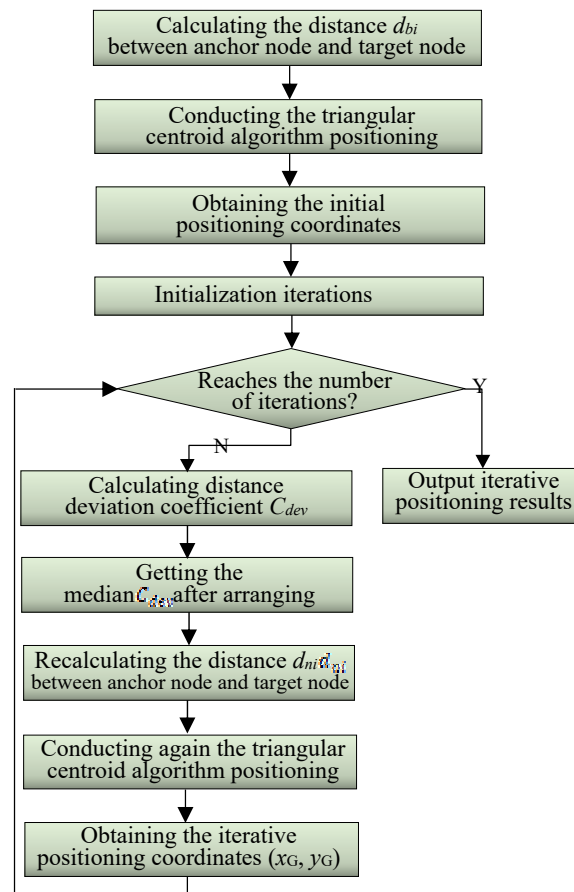 Calculating the distance dbi
between anchor node and target node
Conducting the triangular
centroid algorithm positioning
Obtaining the initial
positioning coordinates
Initialization iterations
Reaches the number
of iterations?
Y
N
Output iterative
positioning results
Calculating distance
deviation coefficient Cdev
Getting the
median Cdev after arranging
Recalculating the distance dni dni
between anchor node and target node
Conducting again the triangular
centroid algorithm positioning
Obtaining the iterative
positioning coordinates (xG, yG)